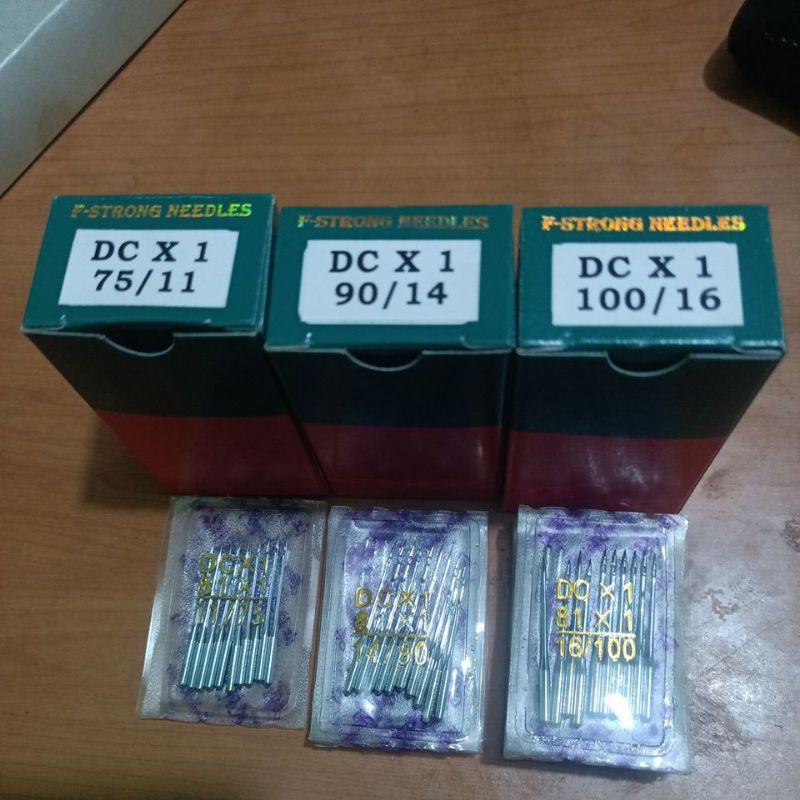 F-STRONG NEEDLES
DC X 1
75/11
F-STRONG NEEDLES
DC X 1
90/14
F-STRONG NEEDLES
DC X 1
100/16
DC X 1
81 X 1
11/75
DC X 1
8 X 1
14/90
DC X 1
81 X 1
16/100